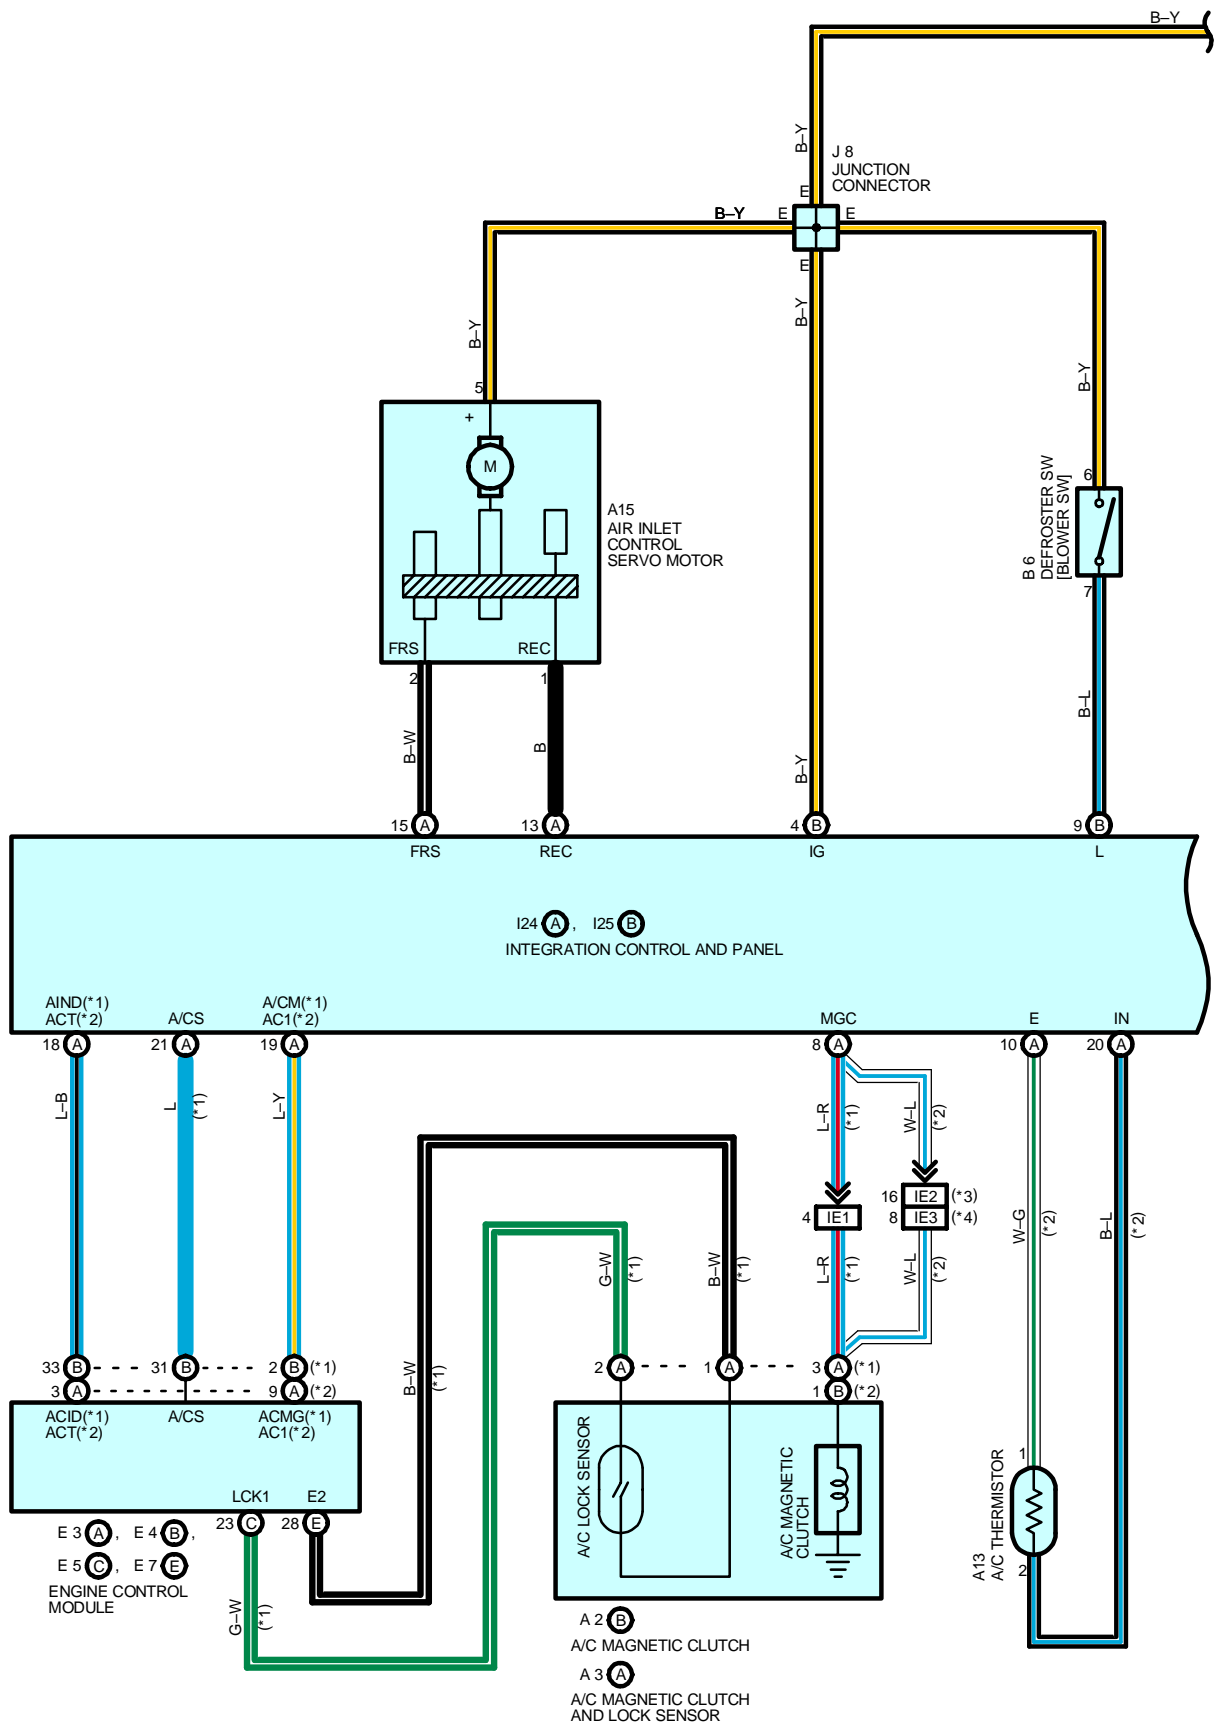 B–Y
B–Y
J 8
JUNCTION
CONNECTOR
E
B–Y
E
E
E
B–Y
B–Y
5
+
M
B–Y
6
7
B 6
DEFROSTER SW
[BLOWER SW]
A15
AIR INLET
CONTROL
SERVO MOTOR
FRS
REC
2
1
B–W
B
B–Y
B–L
15 A
13 A
4 B
9 B
FRS
REC
IG
L
I24 A , I25 B
INTEGRATION CONTROL AND PANEL
AIND(*1)
ACT(*2)
A/CS
A/CM(*1)
AC1(*2)
MGC
E
IN
18 A
21 A
19 A
8 A
10 A
20 A
L–B
L
(*1)
L–Y
L–R
(*1)
W–L
(*2)
16 IE2 (*3)
4 IE1
8 IE3 (*4)
W–G
(*2)
B–L
(*2)
G–W
(*1)
B–W
(*1)
L–R
(*1)
W–L
(*2)
B–W
(*1)
33 B
31 B
2 B (*1)
3 A
9 A (*2)
2 A
1 A
3 A (*1)
1 B (*2)
ACID(*1)
ACT(*2)
A/CS
ACMG(*1)
AC1(*2)
LCK1
E2
23 C
28 E
E 3 A , E 4 B ,
E 5 C , E 7 E
ENGINE CONTROL
MODULE
G–W
(*1)
A/C LOCK SENSOR
A/C MAGNETIC
CLUTCH
1
2
A13
A/C THERMISTOR
A 2 B
A/C MAGNETIC CLUTCH
A 3 A
A/C MAGNETIC CLUTCH
AND LOCK SENSOR